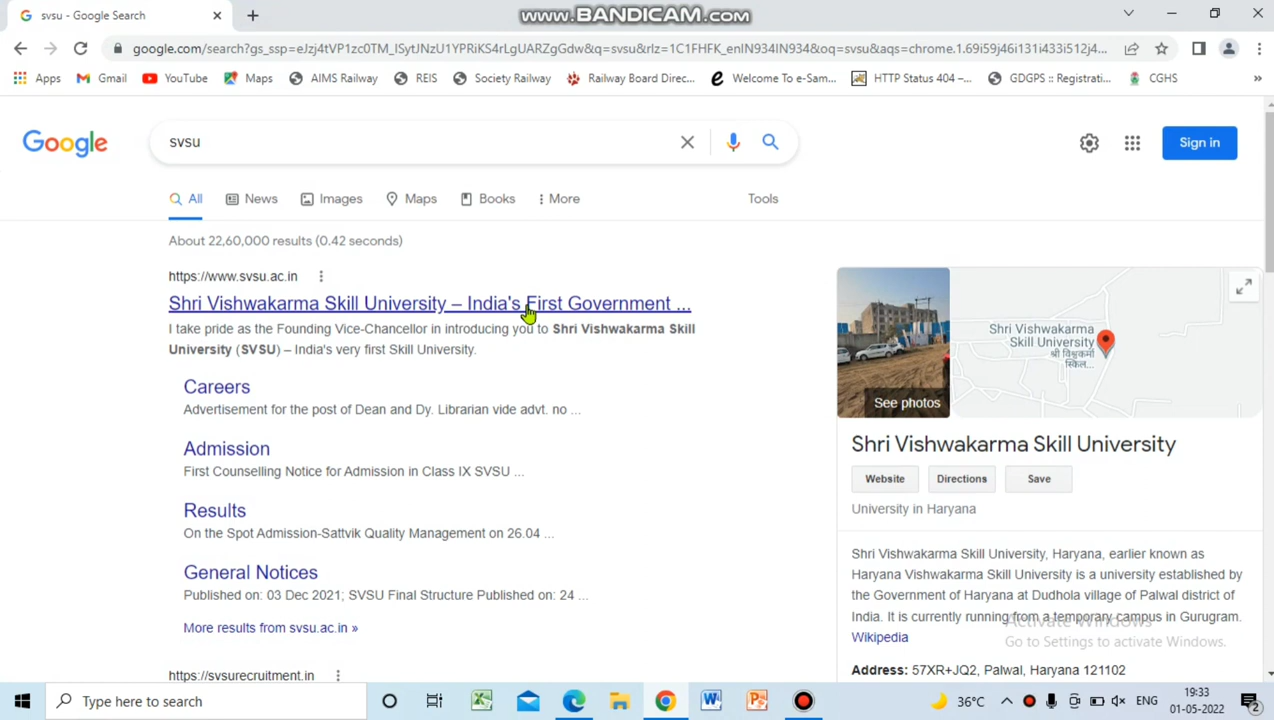 www.BANDICAM.com
svsu - Google Search
google.com/search?gs_ssp=eJzj4tVP1zc0TM_ISytJNzU1YPRiKS4rLgUARZgGdw&q=svsu&rlz=1C1FHFK_enIN934IN934&oq=svsu&aqs=chrome.1.69i59j46i131i433i512j4...
Apps Gmail YouTube Maps AIMS Railway REIS Society Railway Railway Board Direc... Welcome To e-Sam... HTTP Status 404 –... GDGPS :: Registrati... CGHS »
Google
svsu
Sign in
All News Images Maps Books More Tools
About 22,60,000 results (0.42 seconds)
https://www.svsu.ac.in
Shri Vishwakarma Skill University – India's First Government ...
I take pride as the Founding Vice-Chancellor in introducing you to Shri Vishwakarma Skill
University (SVSU) – India's very first Skill University.
Careers
Advertisement for the post of Dean and Dy. Librarian vide advt. no ...
Admission
First Counselling Notice for Admission in Class IX SVSU ...
Results
On the Spot Admission-Sattvik Quality Management on 26.04 ...
General Notices
Published on: 03 Dec 2021; SVSU Final Structure Published on: 24 ...
More results from svsu.ac.in »
https://svsurecruitment.in
See photos
Shri Vishwakarma
Skill University
श्री विश्वकर्मा
स्किल...
Shri Vishwakarma Skill University
Website Directions Save
University in Haryana
Shri Vishwakarma Skill University, Haryana, earlier known as
Haryana Vishwakarma Skill University is a university established by
the Government of Haryana at Dudhola village of Palwal district of
India. It is currently running from a temporary campus in Gurugram.
Wikipedia
Activate Windows
Go to Settings to activate Windows.
Address: 57XR+JQ2, Palwal, Haryana 121102
Type here to search
36°C
ENG
19:33
01-05-2022
2